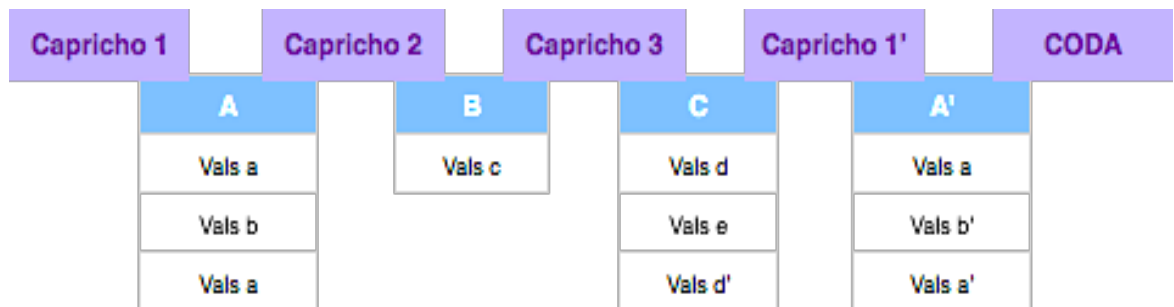 Capricho 1 Capricho 2 Capricho 3 Capricho 1' CODA
A B C A'
Vals a Vals c Vals d Vals a
Vals b Vals e Vals b'
Vals a Vals d' Vals a'